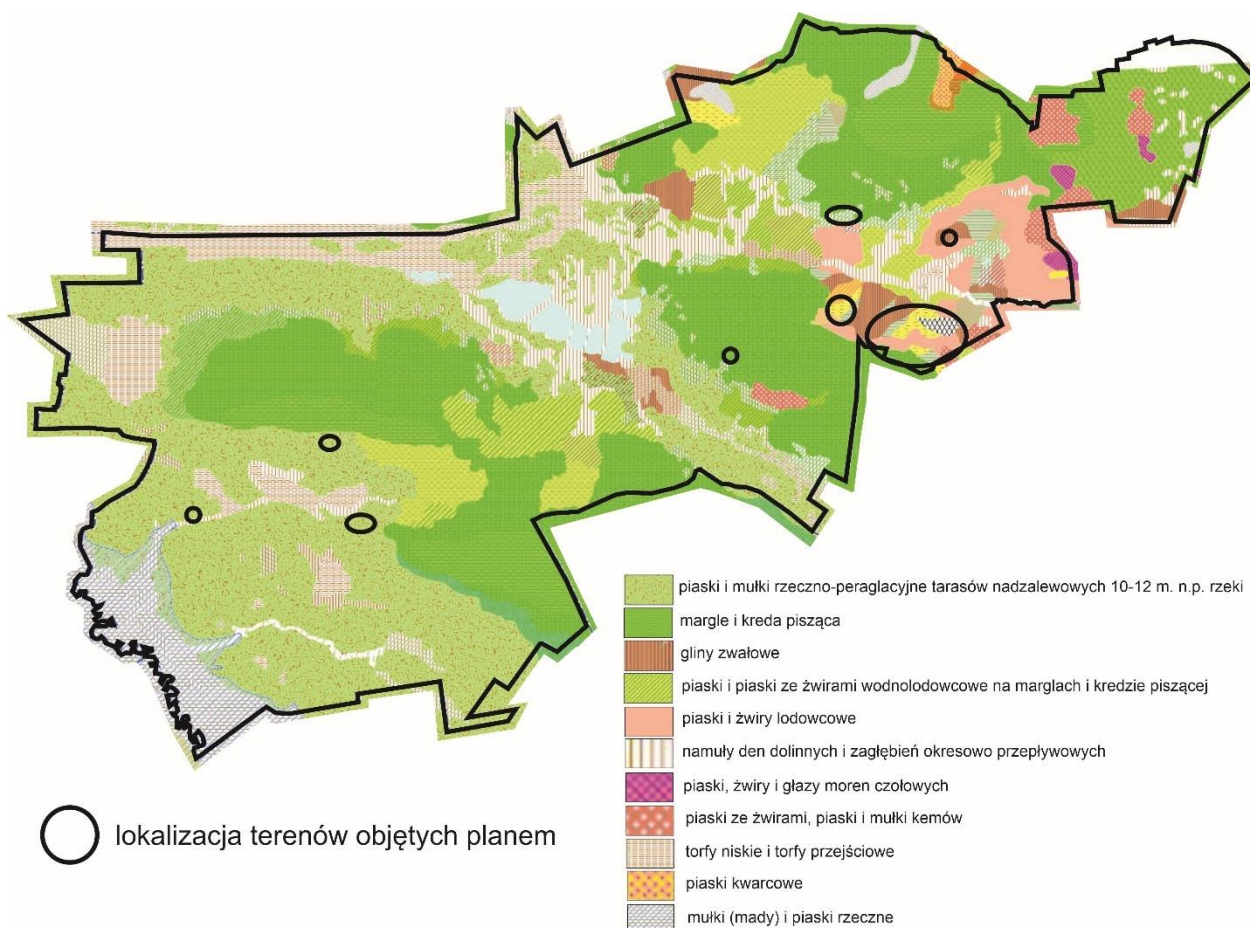 piaski i mułki rzeczno-peraglacyjne tarasów nadzalewowych 10-12 m. n.p. rzeki
margle i kreda pisząca
gliny zwałowe
piaski i piaski ze żwirami wodnolodowcowe na marglach i kredzie piszącej
piaski i żwiry lodowcowe
namuły den dolinnych i zagłębień okresowo przepływowych
piaski, żwiry i głazy moren czołowych
piaski ze żwirami, piaski i mułki kemów
torfy niskie i torfy przejściowe
piaski kwarcowe
mułki (mady) i piaski rzeczne
lokalizacja terenów objętych planem